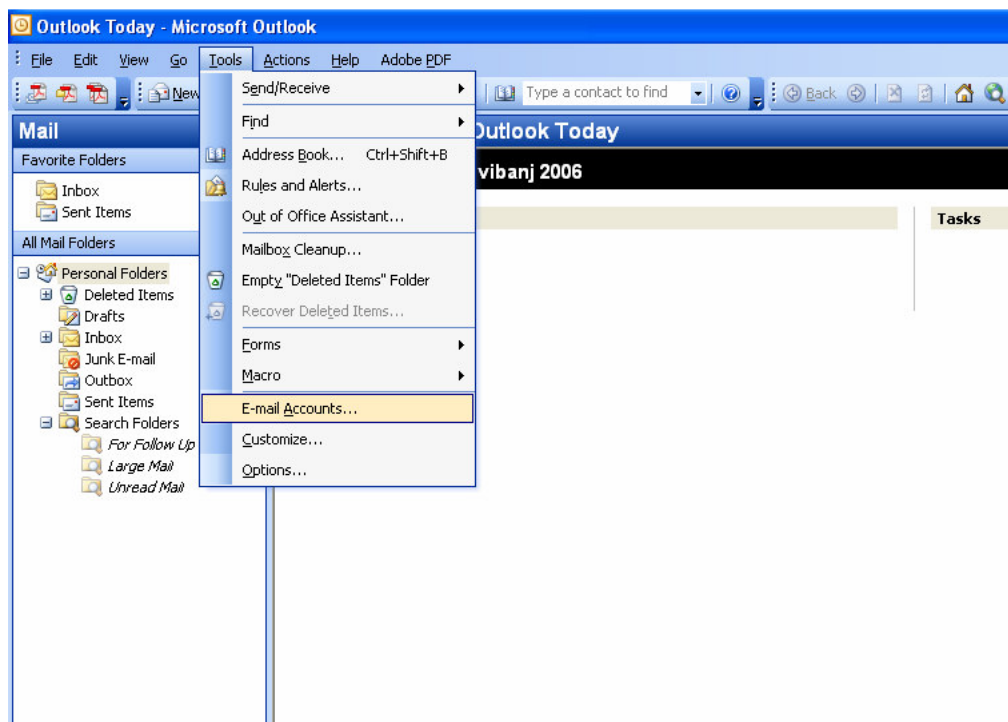 Outlook Today - Microsoft Outlook
File Edit View Go Tools Actions Help Adobe PDF
New Type a contact to find Back
Mail
Outlook Today
Favorite Folders
vibanj 2006
Inbox
Sent Items
Tasks
All Mail Folders
Personal Folders
Deleted Items
Drafts
Inbox
Junk E-mail
Outbox
Sent Items
Search Folders
For Follow Up
Large Mail
Unread Mail
Send/Receive
Find
Address Book... Ctrl+Shift+B
Rules and Alerts...
Out of Office Assistant...
Mailbox Cleanup...
Empty "Deleted Items" Folder
Recover Deleted Items...
Forms
Macro
E-mail Accounts...
Customize...
Options...